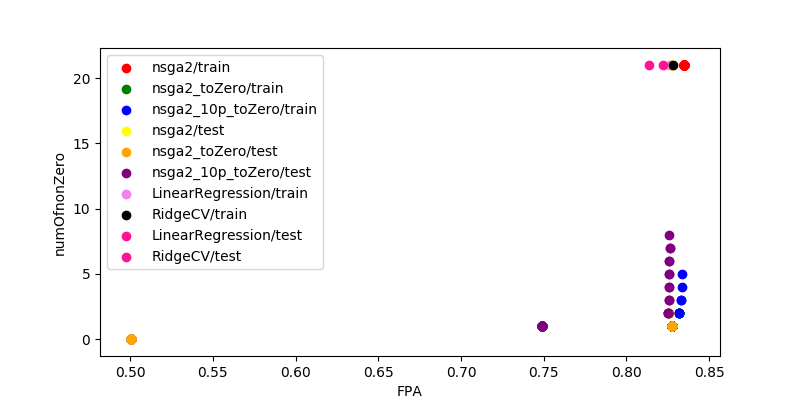 nsga2/train
nsga2_toZero/train
nsga2_10p_toZero/train
nsga2/test
nsga2_toZero/test
nsga2_10p_toZero/test
LinearRegression/train
RidgeCV/train
LinearRegression/test
RidgeCV/test
numOfnonZero
20
15
10
5
0
0.50 0.55 0.60 0.65 0.70 0.75 0.80 0.85
FPA